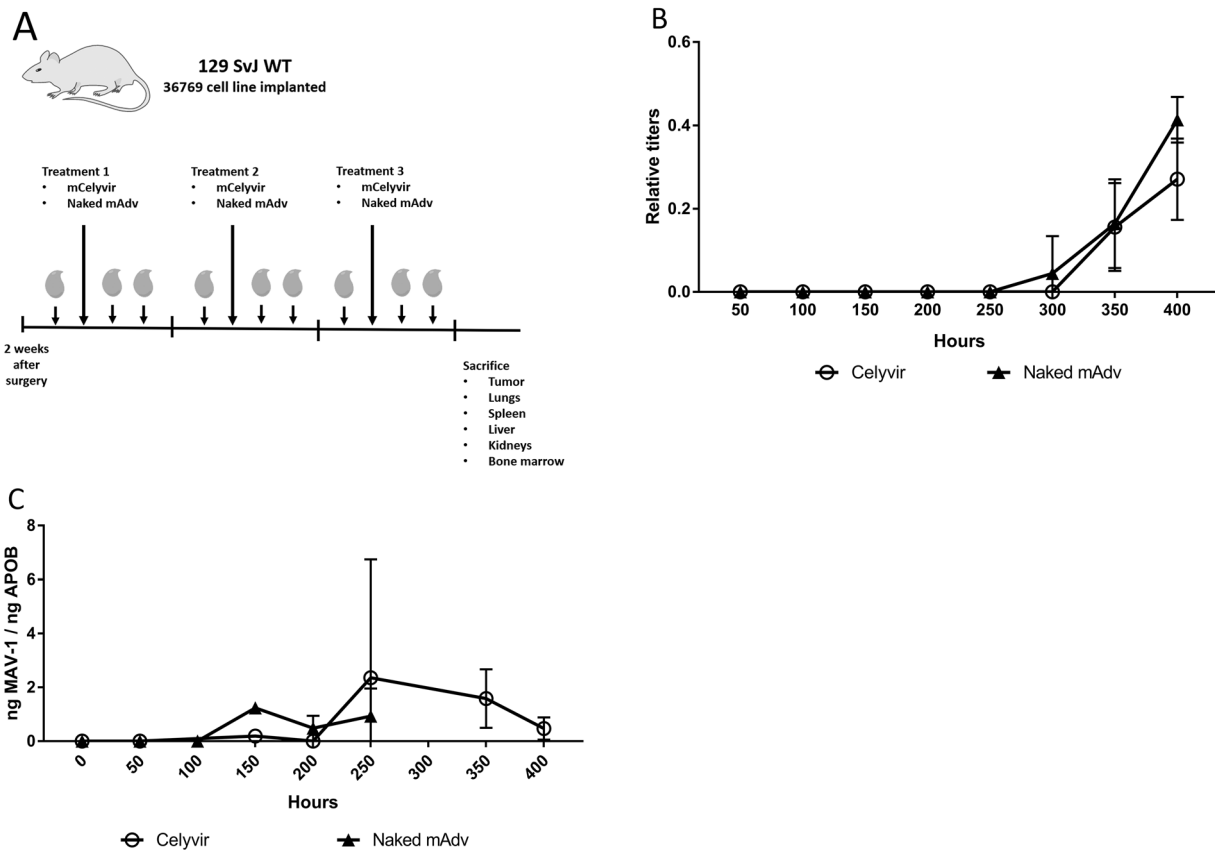 A
129 SvJ WT
36769 cell line implanted
Treatment 1
• mCelyvir
• Naked mAdv
Treatment 2
• mCelyvir
• Naked mAdv
Treatment 3
• mCelyvir
• Naked mAdv
2 weeks
after
surgery
Sacrifice
• Tumor
• Lungs
• Spleen
• Liver
• Kidneys
• Bone marrow
B
Relative titers
0.6
0.4
0.2
0.0
50 100 150 200 250 300 350 400
Hours
Celyvir Naked mAdv
C
ng MAV-1 / ng APOB
8
6
4
2
0
0 50 100 150 200 250 300 350 400
Hours
Celyvir Naked mAdv